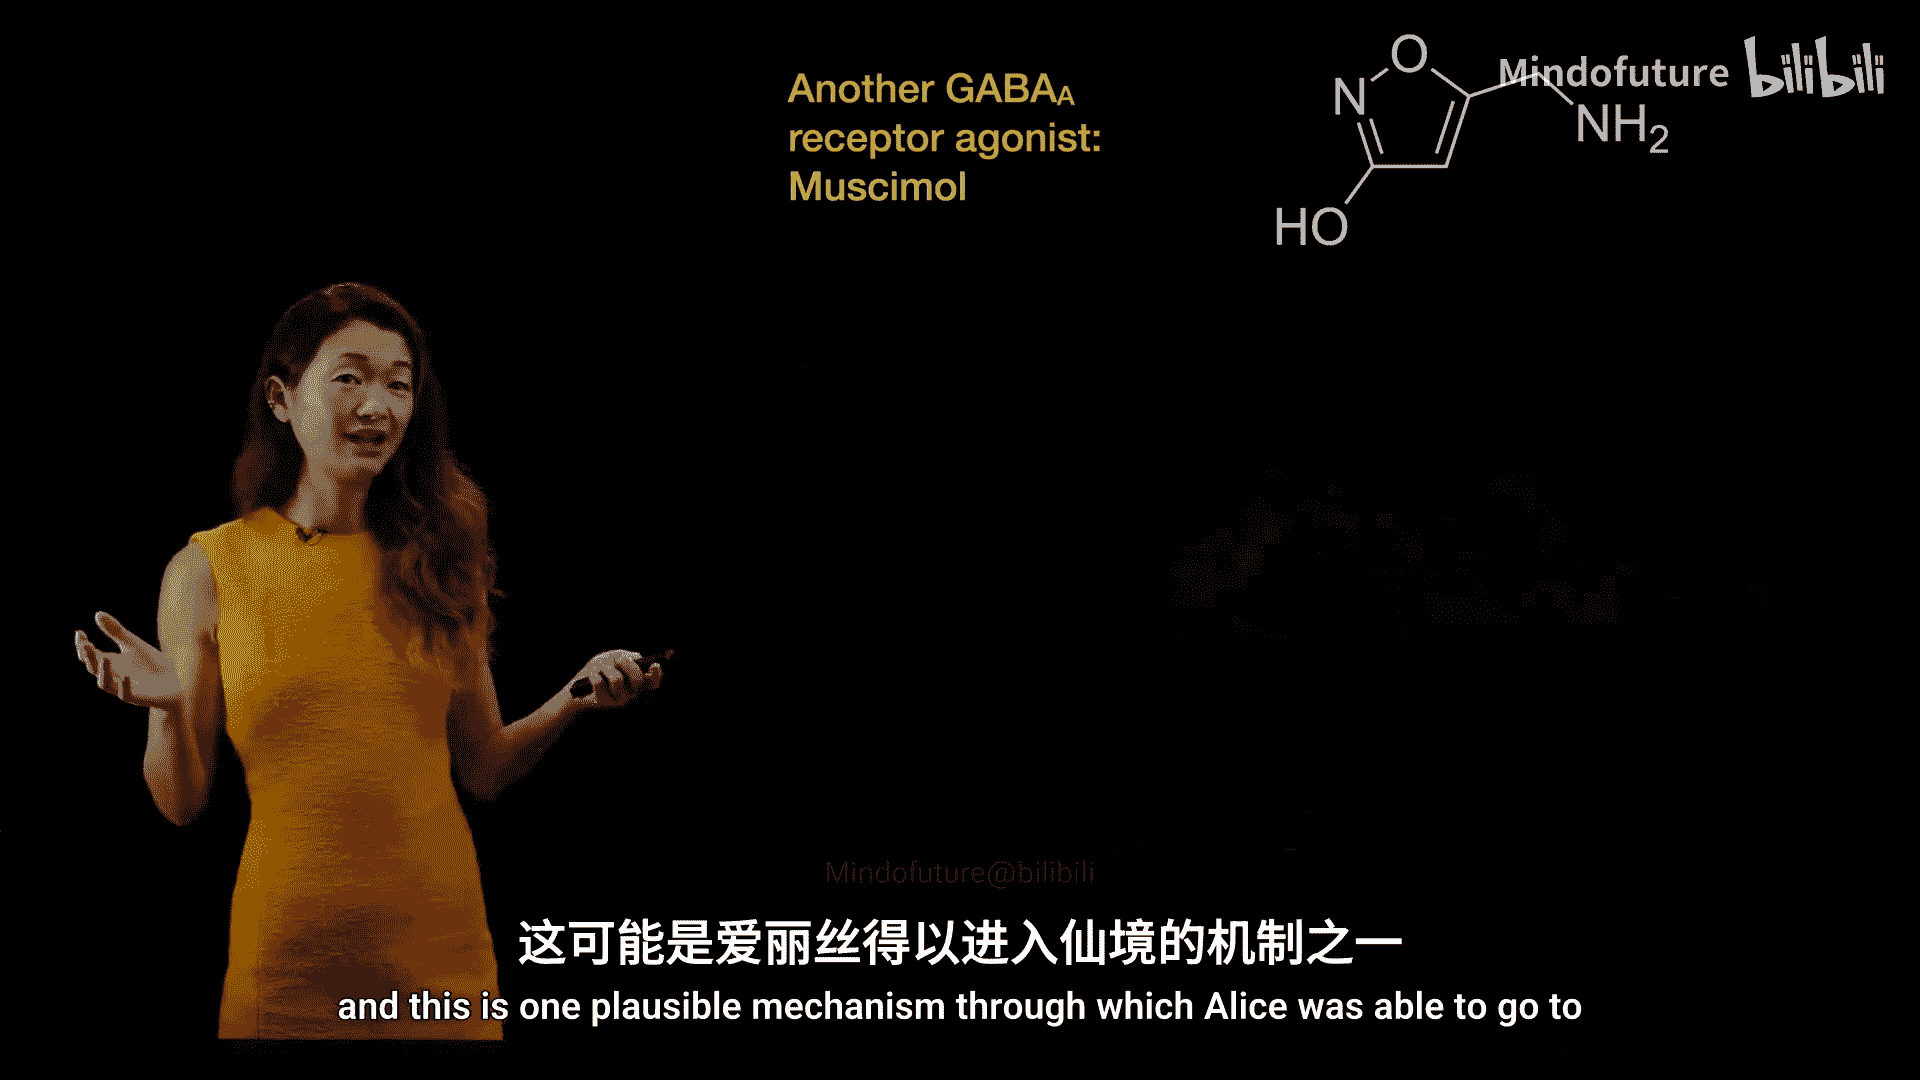 Another GABAA
receptor agonist:
Muscimol
O
N
NH2
HO
Mindofuture bilibili
Mindofuture@bilibili
这可能是爱丽丝得以进入仙境的机制之一
and this is one plausible mechanism through which Alice was able to go to